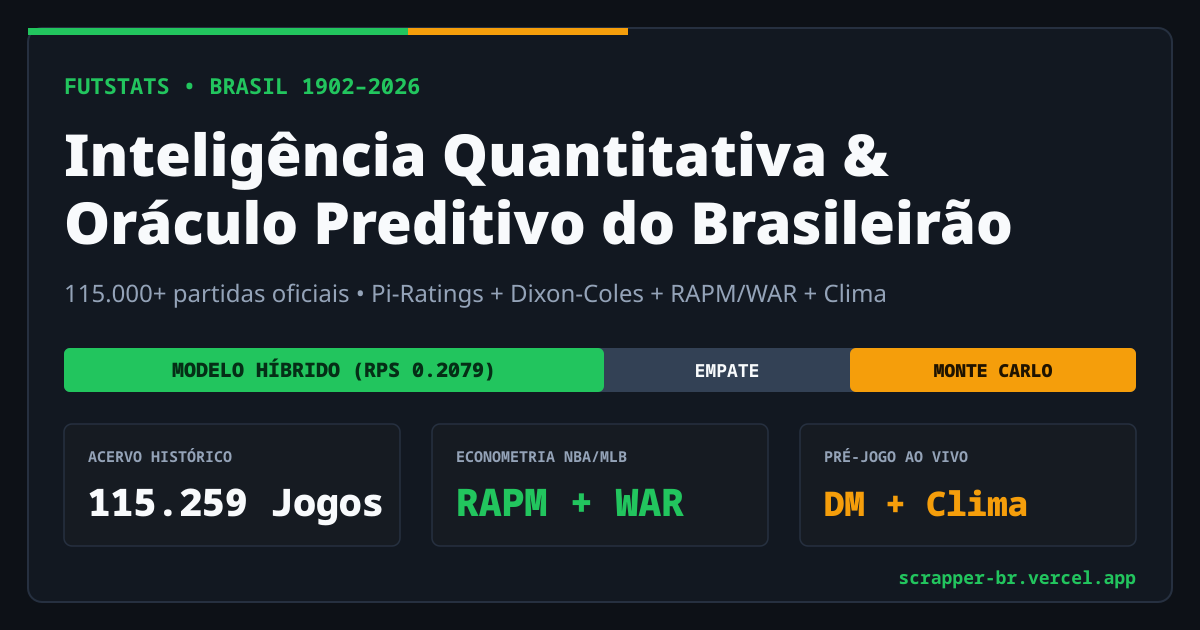 FUTSTATS • BRASIL 1902–2026
Inteligência Quantitativa &
Oráculo Preditivo do Brasileirão
115.000+ partidas oficiais • Pi-Ratings + Dixon-Coles + RAPM/WAR + Clima
MODELO HÍBRIDO (RPS 0.2079)
EMPATE
MONTE CARLO
ACERVO HISTÓRICO
115.259 Jogos
ECONOMETRIA NBA/MLB
RAPM + WAR
PRÉ-JOGO AO VIVO
DM + Clima
scrapper-br.vercel.app